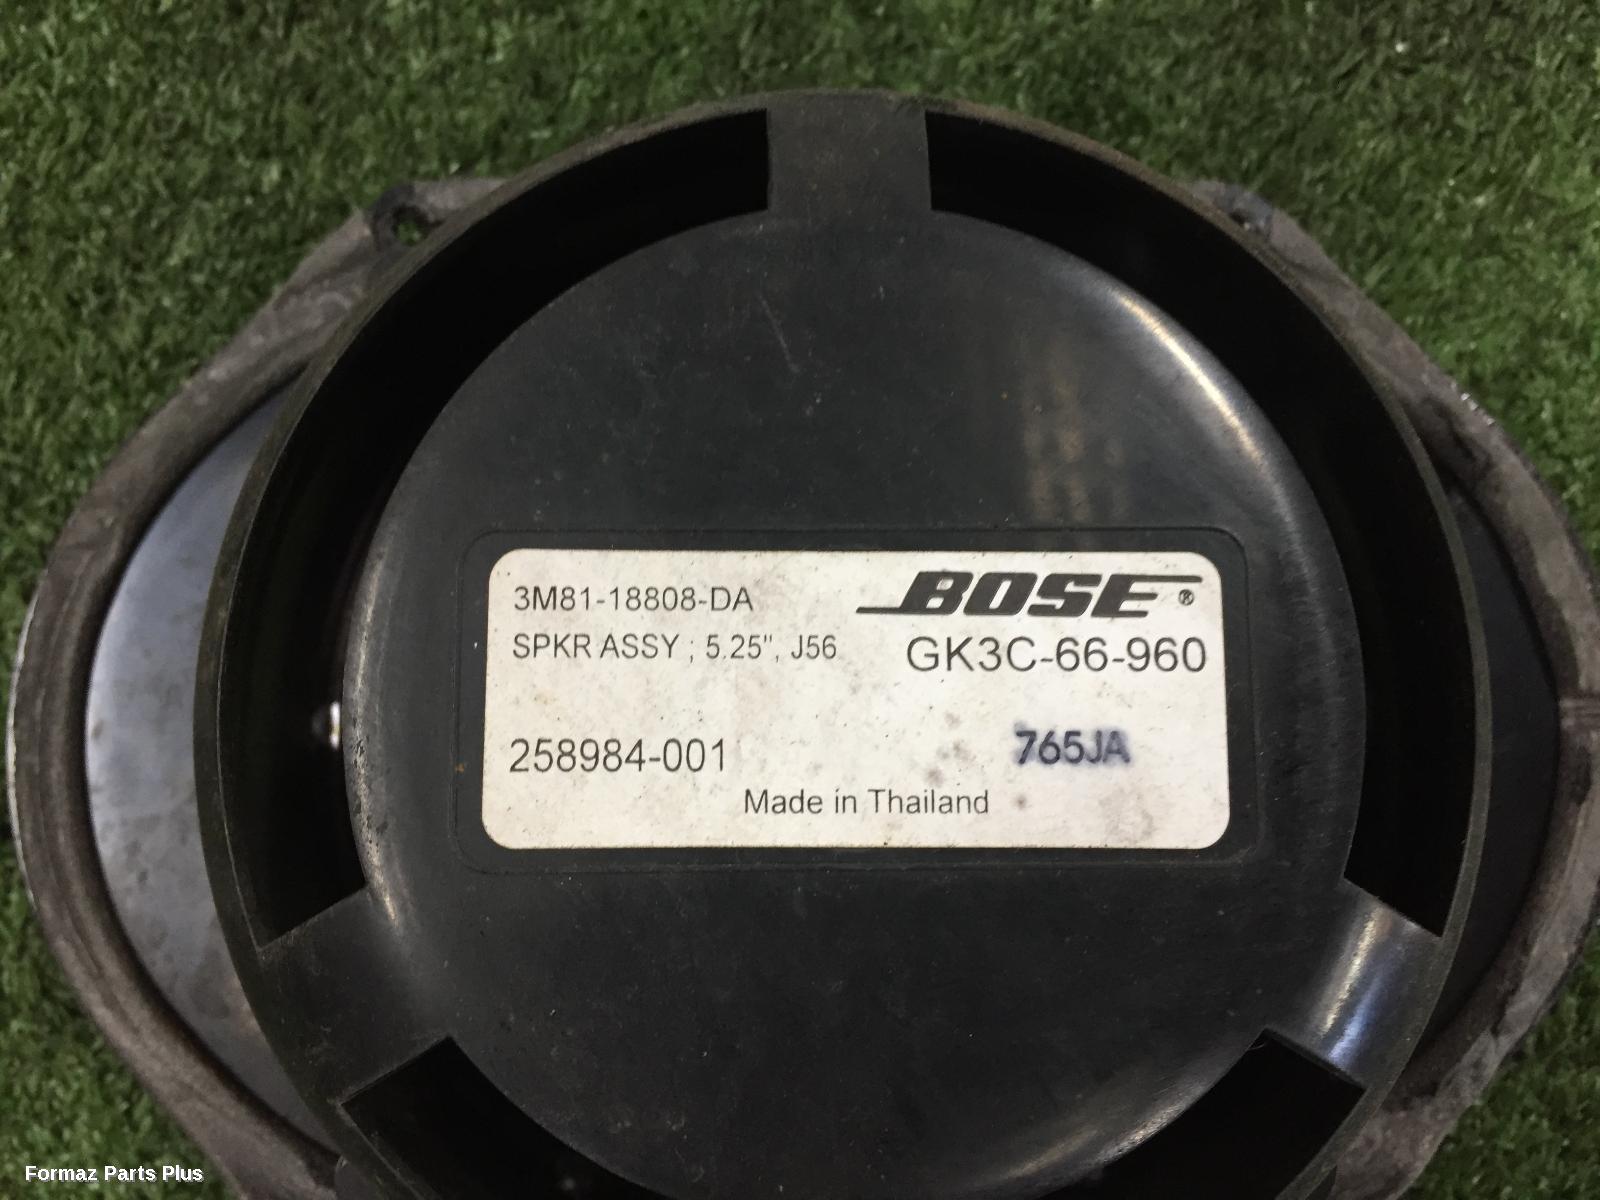 3M81-18808-DA
BOSE®
SPKR ASSY ; 5.25", J56
GK3C-66-960
258984-001
765JA
Made in Thailand
Formaz Parts Plus